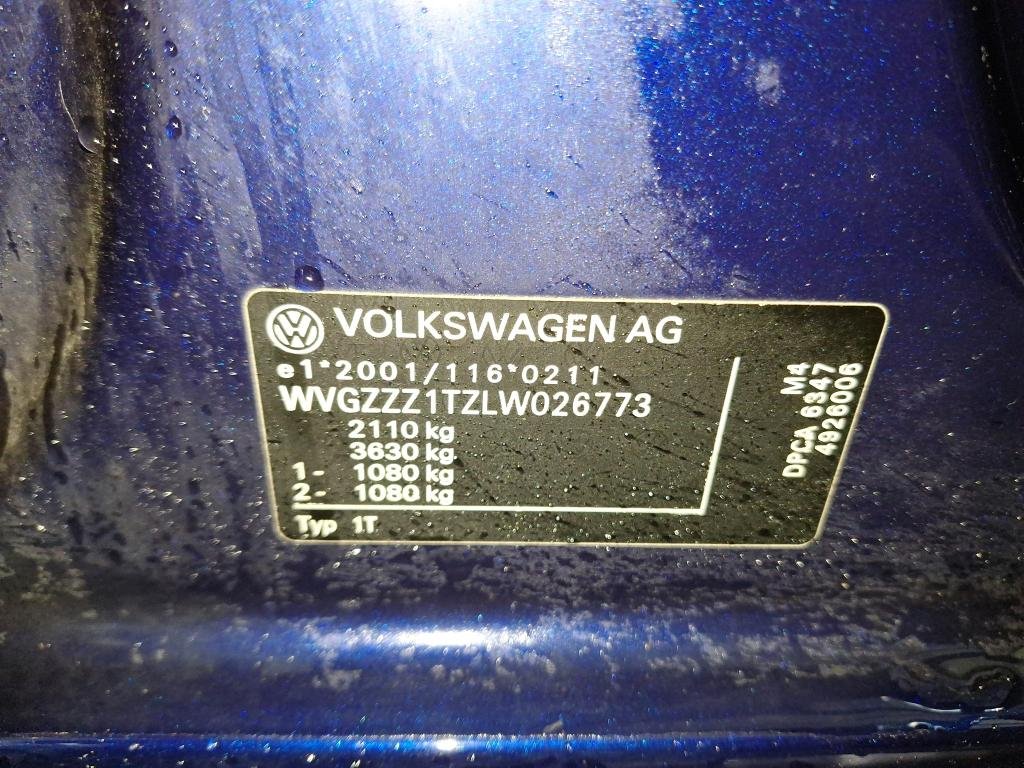 VOLKSWAGEN AG
e1*2001/116*0211
WVGZZZ1TZLW026773
2110 kg
3630 kg
1- 1080 kg
2- 1080 kg
Typ 1T
M4
DPCA 6347
4926006